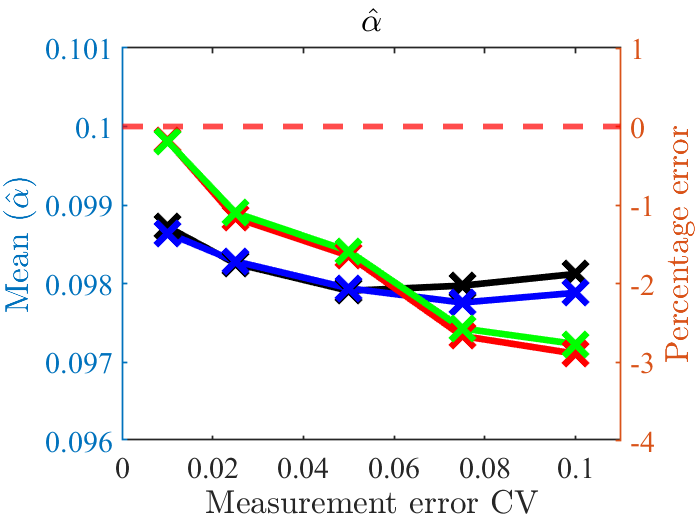 α̂
0.101
0.1
0.099
0.098
0.097
0.096
Mean (α̂)
1
0
-1
-2
-3
-4
Percentage error
0 0.02 0.04 0.06 0.08 0.1
Measurement error CV